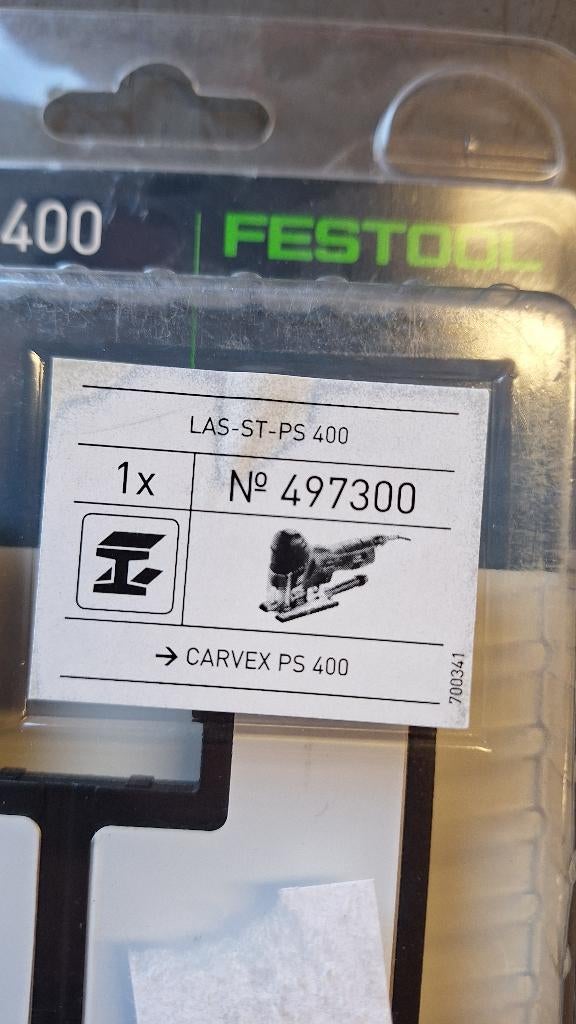 400 FESTOOL
LAS-ST-PS 400
1x Nº 497300
→ CARVEX PS 400
700341